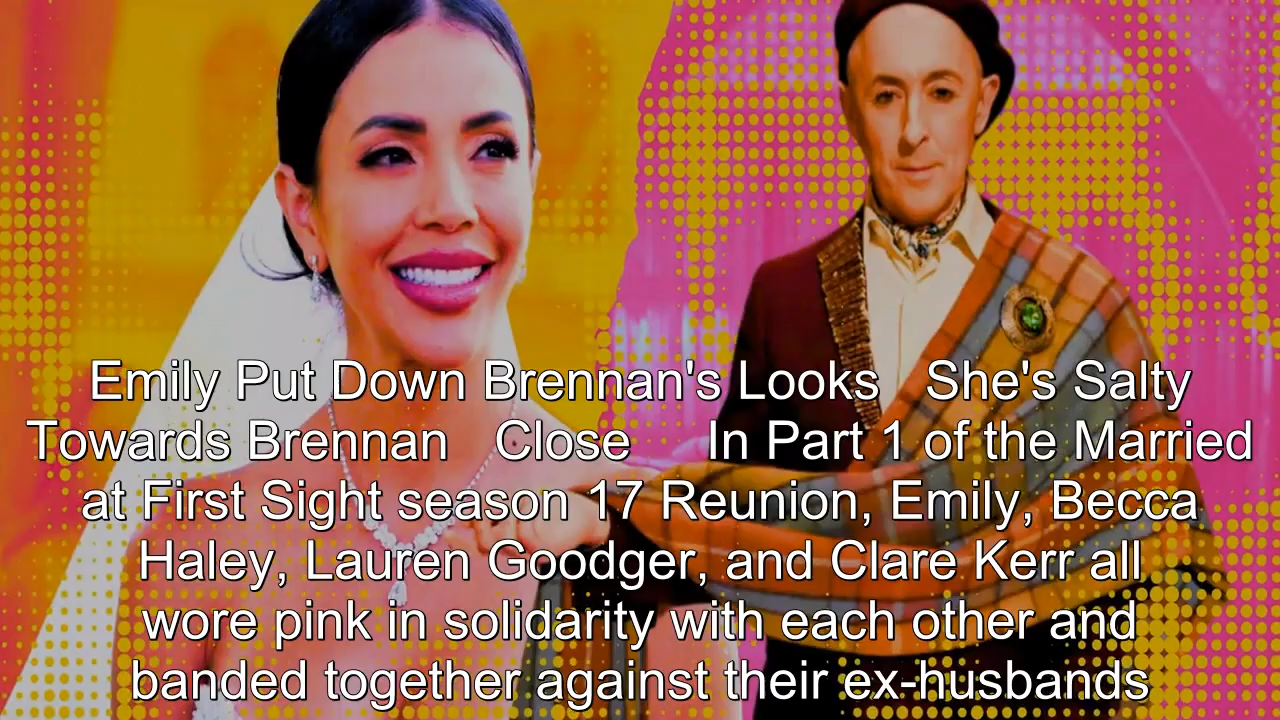 Emily Put Down Brennan's Looks   She's Salty
Towards Brennan   Close     In Part 1 of the Married
at First Sight season 17 Reunion, Emily, Becca
Haley, Lauren Goodger, and Clare Kerr all
wore pink in solidarity with each other and
banded together against their ex-husbands